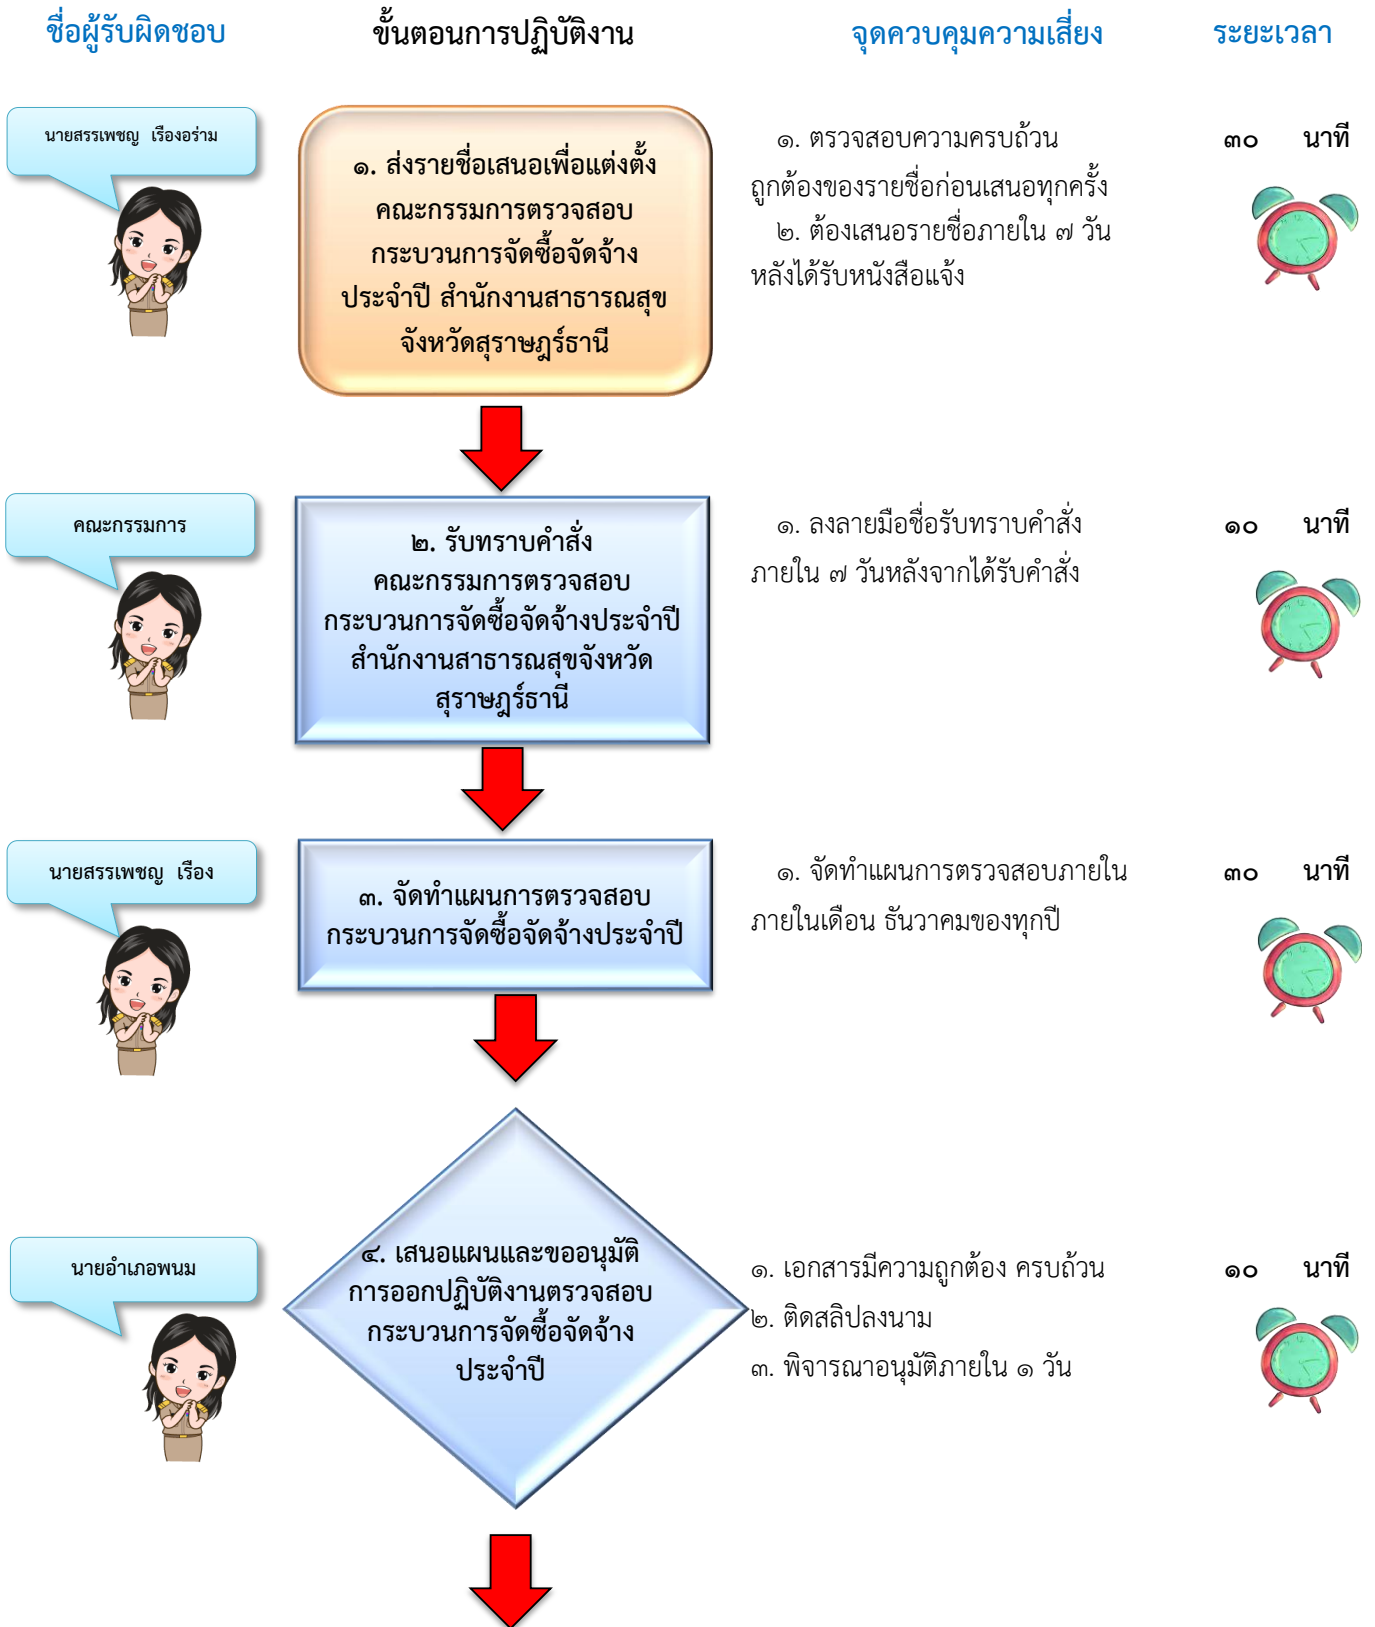 ชื่อผู้รับผิดชอบ
ขั้นตอนการปฏิบัติงาน
จุดควบคุมความเสี่ยง
ระยะเวลา
นายสรรเพชญ เรืองอร่าม
๑. ส่งรายชื่อเสนอเพื่อแต่งตั้ง
คณะกรรมการตรวจสอบ
กระบวนการจัดซื้อจัดจ้าง
ประจำปี สำนักงานสาธารณสุข
จังหวัดสุราษฎร์ธานี
๑. ตรวจสอบความครบถ้วน
ถูกต้องของรายชื่อก่อนเสนอทุกครั้ง
๒. ต้องเสนอรายชื่อภายใน ๗ วัน
หลังได้รับหนังสือแจ้ง
๓๐ นาที
คณะกรรมการ
๒. รับทราบคำสั่ง
คณะกรรมการตรวจสอบ
กระบวนการจัดซื้อจัดจ้างประจำปี
สำนักงานสาธารณสุขจังหวัด
สุราษฎร์ธานี
๑. ลงลายมือชื่อรับทราบคำสั่ง
ภายใน ๗ วันหลังจากได้รับคำสั่ง
๑๐ นาที
นายสรรเพชญ เรือง
๓. จัดทำแผนการตรวจสอบ
กระบวนการจัดซื้อจัดจ้างประจำปี
๑. จัดทำแผนการตรวจสอบภายใน
ภายในเดือน ธันวาคมของทุกปี
๓๐ นาที
นายอำเภอพนม
๔. เสนอแผนและขออนุมัติ
การออกปฏิบัติงานตรวจสอบ
กระบวนการจัดซื้อจัดจ้าง
ประจำปี
๑. เอกสารมีความถูกต้อง ครบถ้วน
๒. ติดสลิปลงนาม
๓. พิจารณาอนุมัติภายใน ๑ วัน
๑๐ นาที